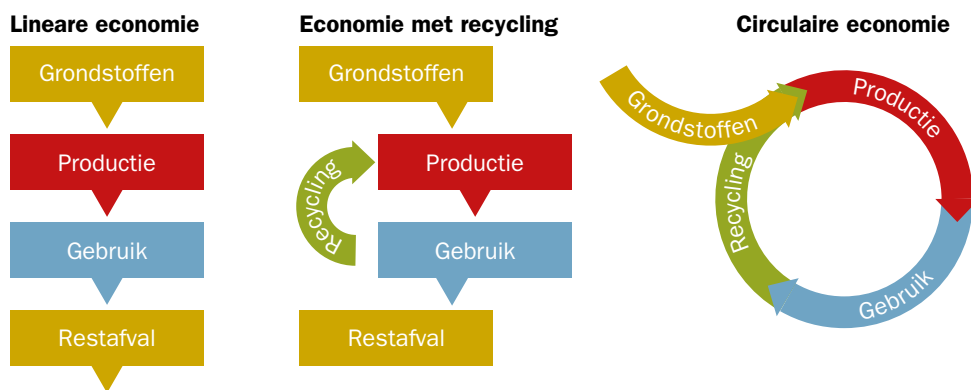 Lineare economie
Grondstoffen
Productie
Gebruik
Restafval
Economie met recycling
Grondstoffen
Productie
Recycling
Gebruik
Restafval
Circulaire economie
Grondstoffen
Productie
Recycling
Gebruik